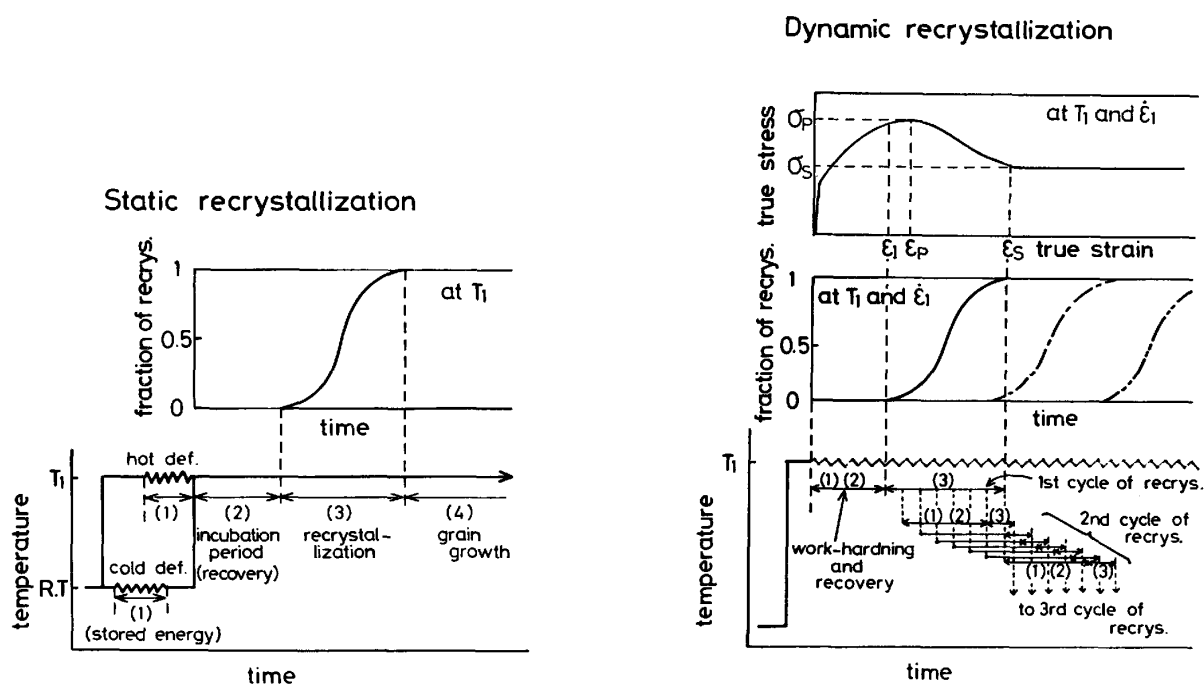 Static recrystallization
fraction of recrys.
1
0.5
0
at T1
time
temperature
T1
R.T
hot def.
(1)
(2)
incubation
period
(recovery)
(3)
recrystal-
lization
(4)
grain
growth
cold def.
(1)
(stored energy)
time
Dynamic recrystallization
true stress
σP
σS
at T1 and ε̇1
ε1 εP
εS true strain
fraction of recrys.
1
0.5
0
at T1 and ε̇1
time
temperature
T1
(1) (2)
(3)
1st cycle of recrys.
(1) (2) (3)
work-hardning
and
recovery
2nd cycle of
recrys.
(1) (2) (3)
to 3rd cycle of
recrys.
time